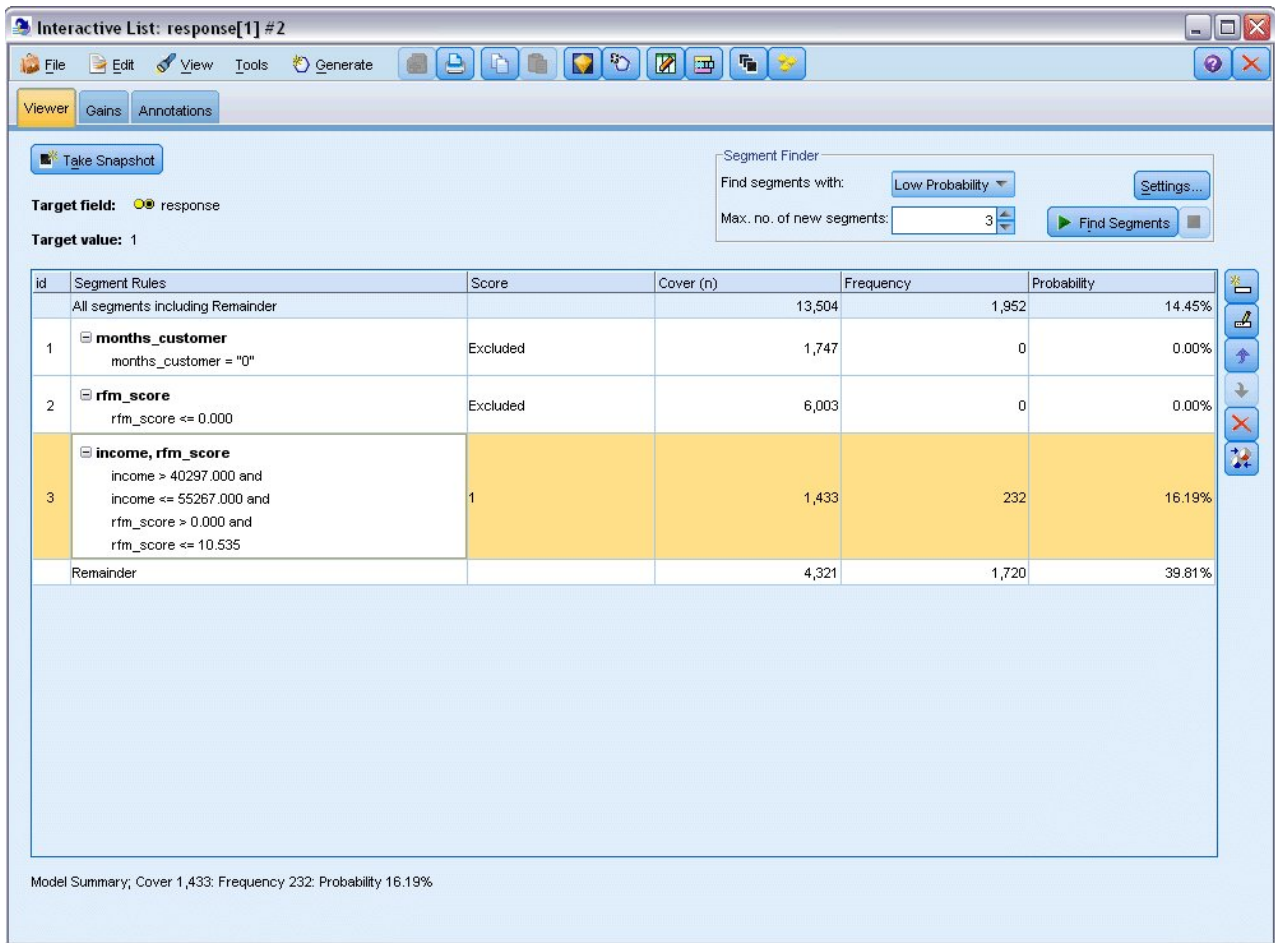 Interactive List: response[1] #2
File Edit View Tools Generate
Viewer Gains Annotations
Take Snapshot
Segment Finder
Find segments with: Low Probability Settings...
Max. no. of new segments: 3 Find Segments
Target field: response
Target value: 1
id Segment Rules Score Cover (n) Frequency Probability
All segments including Remainder 13,504 1,952 14.45%
1 months_customer Excluded 1,747 0 0.00%
months_customer = "0"
2 rfm_score Excluded 6,003 0 0.00%
rfm_score <= 0.000
income, rfm_score
income > 40297.000 and
3 income <= 55267.000 and 1 1,433 232 16.19%
rfm_score > 0.000 and
rfm_score <= 10.535
Remainder 4,321 1,720 39.81%
Model Summary; Cover 1,433: Frequency 232: Probability 16.19%